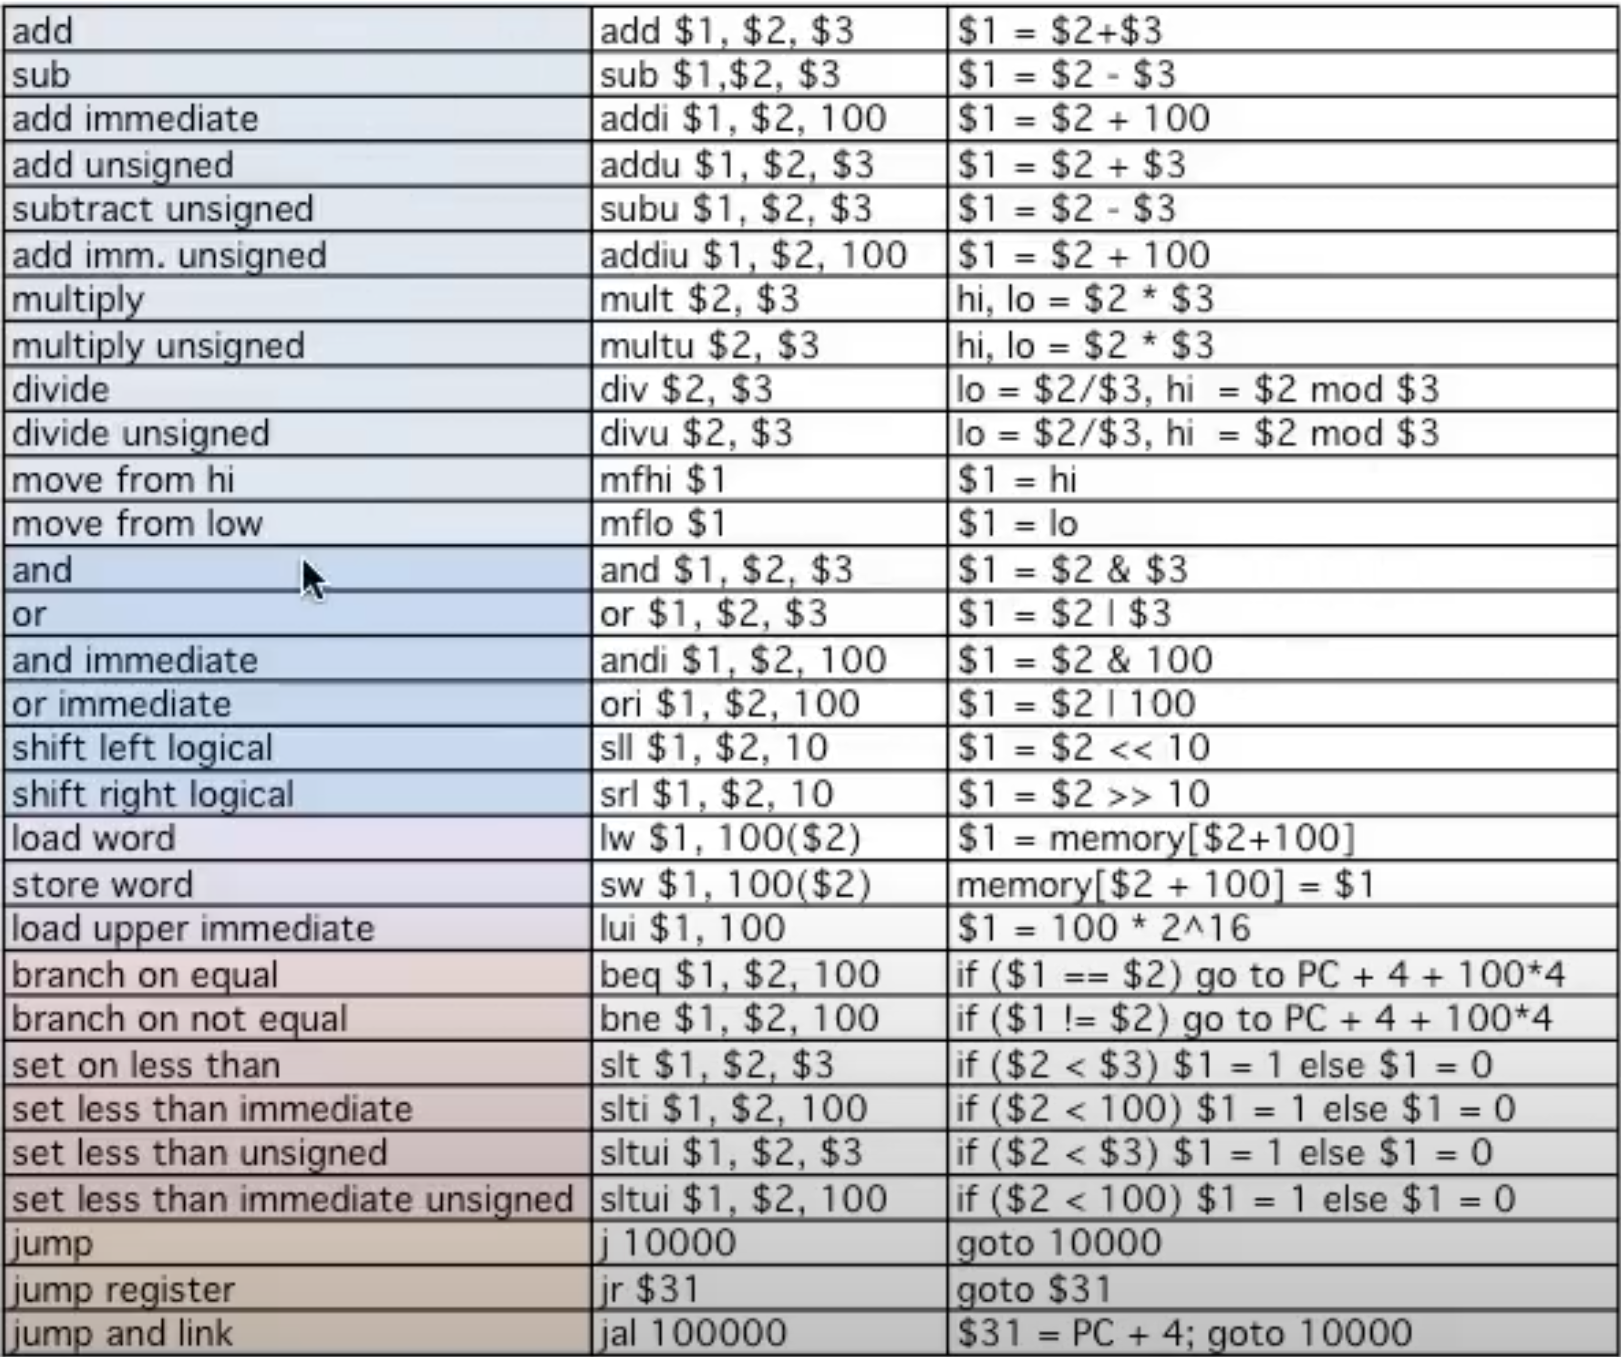 add add $1, $2, $3 $1 = $2+$3
sub sub $1,$2, $3 $1 = $2 - $3
add immediate addi $1, $2, 100 $1 = $2 + 100
add unsigned addu $1, $2, $3 $1 = $2 + $3
subtract unsigned subu $1, $2, $3 $1 = $2 - $3
add imm. unsigned addiu $1, $2, 100 $1 = $2 + 100
multiply mult $2, $3 hi, lo = $2 * $3
multiply unsigned multu $2, $3 hi, lo = $2 * $3
divide div $2, $3 lo = $2/$3, hi = $2 mod $3
divide unsigned divu $2, $3 lo = $2/$3, hi = $2 mod $3
move from hi mfhi $1 $1 = hi
move from low mflo $1 $1 = lo
and and $1, $2, $3 $1 = $2 & $3
or or $1, $2, $3 $1 = $2 | $3
and immediate andi $1, $2, 100 $1 = $2 & 100
or immediate ori $1, $2, 100 $1 = $2 | 100
shift left logical sll $1, $2, 10 $1 = $2 << 10
shift right logical srl $1, $2, 10 $1 = $2 >> 10
load word lw $1, 100($2) $1 = memory[$2+100]
store word sw $1, 100($2) memory[$2 + 100] = $1
load upper immediate lui $1, 100 $1 = 100 * 2^16
branch on equal beq $1, $2, 100 if ($1 == $2) go to PC + 4 + 100*4
branch on not equal bne $1, $2, 100 if ($1 != $2) go to PC + 4 + 100*4
set on less than slt $1, $2, $3 if ($2 < $3) $1 = 1 else $1 = 0
set less than immediate slti $1, $2, 100 if ($2 < 100) $1 = 1 else $1 = 0
set less than unsigned sltui $1, $2, $3 if ($2 < $3) $1 = 1 else $1 = 0
set less than immediate unsigned sltui $1, $2, 100 if ($2 < 100) $1 = 1 else $1 = 0
jump j 10000 goto 10000
jump register jr $31 goto $31
jump and link jal 100000 $31 = PC + 4; goto 10000